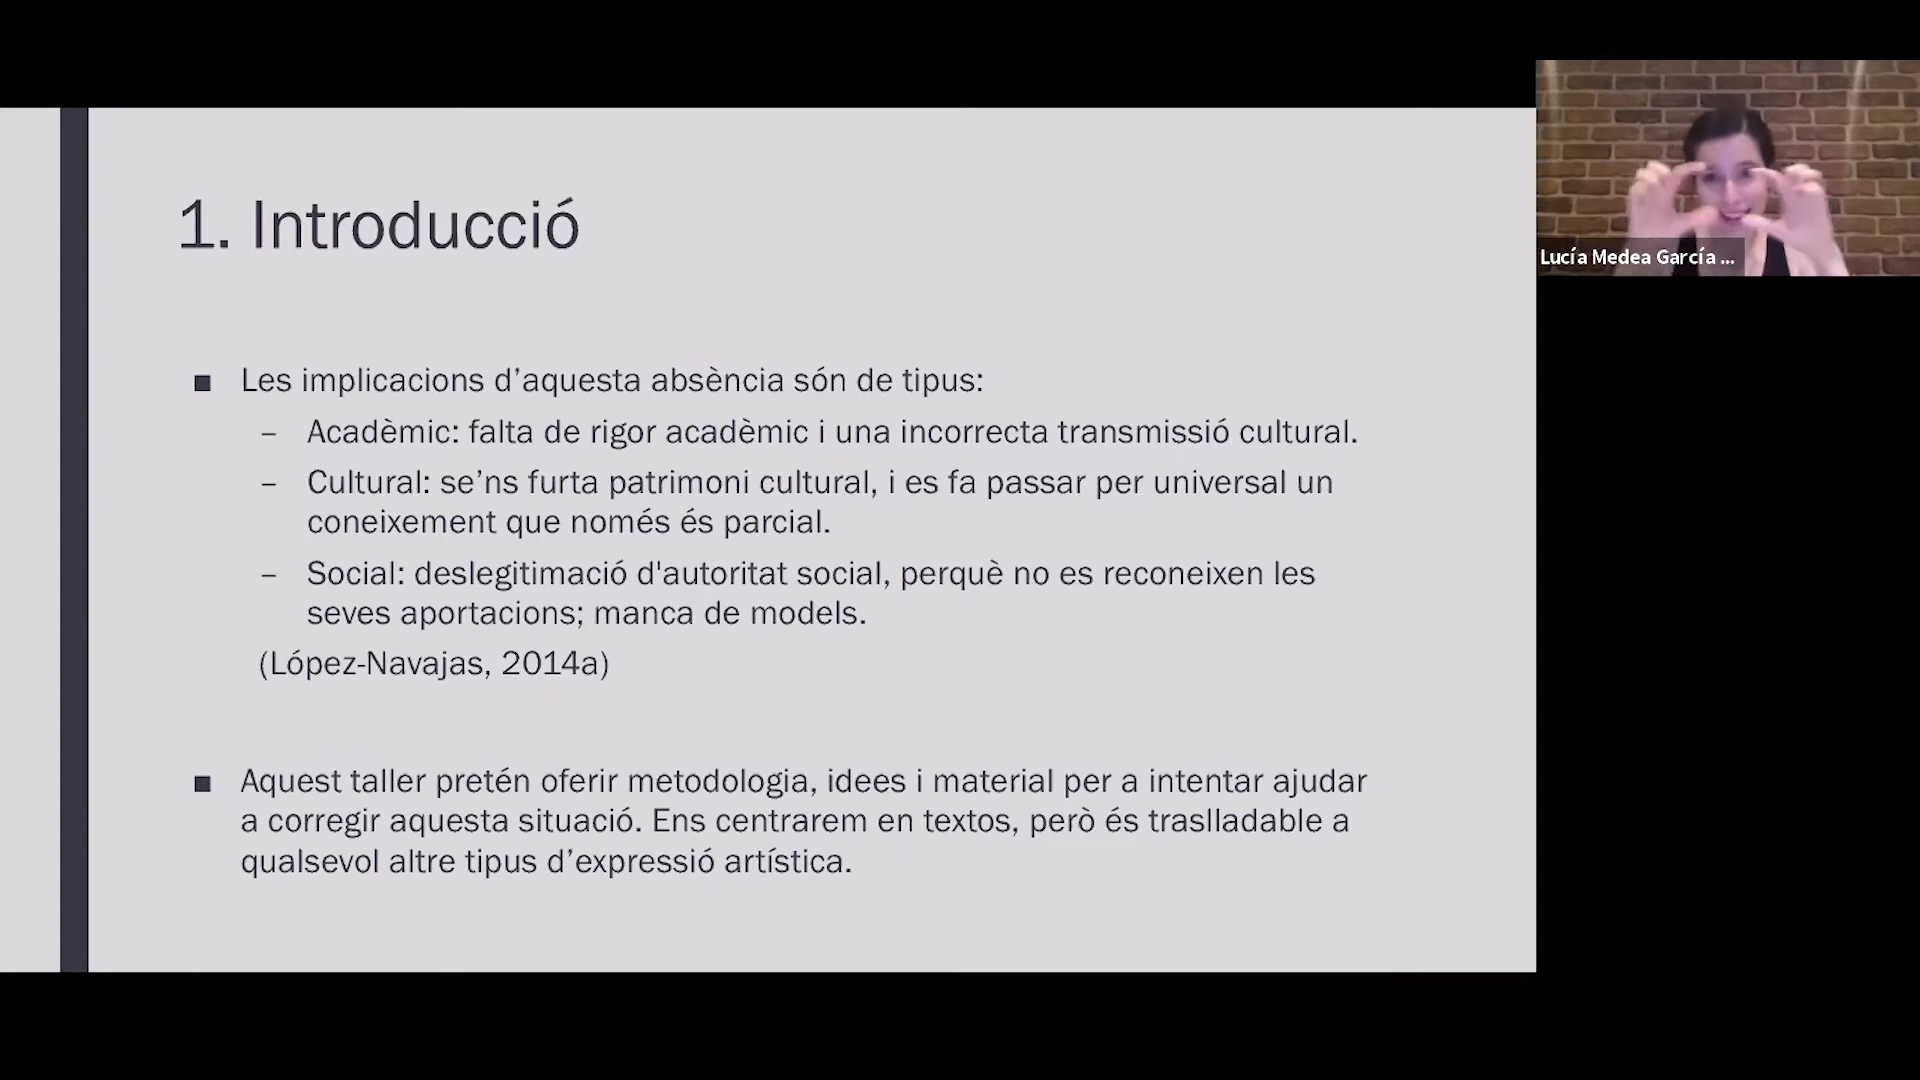 1. Introducció
▪ Les implicacions d’aquesta absència són de tipus:
– Acadèmic: falta de rigor acadèmic i una incorrecta transmissió cultural.
– Cultural: se’ns furta patrimoni cultural, i es fa passar per universal un
coneixement que només és parcial.
– Social: deslegitimació d'autoritat social, perquè no es reconeixen les
seves aportacions; manca de models.
(López-Navajas, 2014a)
▪ Aquest taller pretén oferir metodologia, idees i material per a intentar ajudar
a corregir aquesta situació. Ens centrarem en textos, però és traslladable a
qualsevol altre tipus d’expressió artística.
Lucía Medea García ...